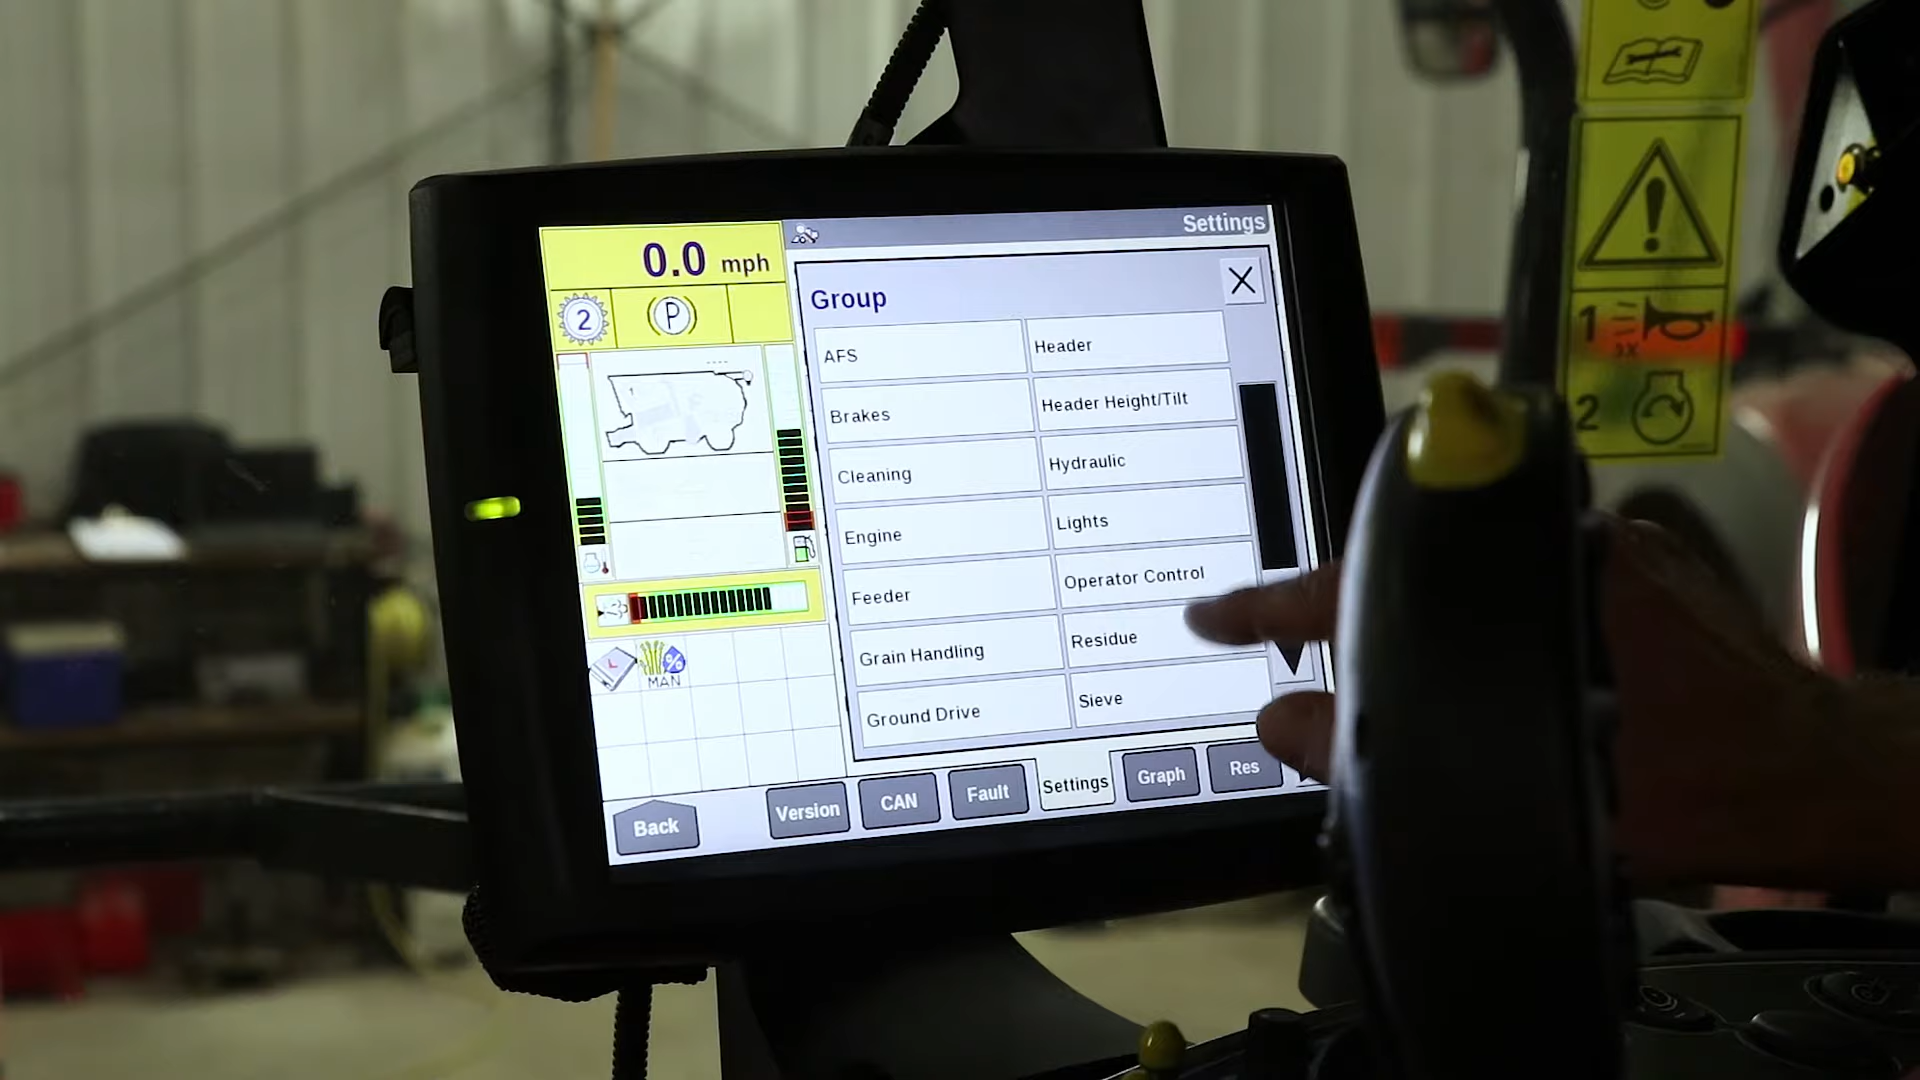 Settings
0.0 mph
2 P
Group
AFS
Header
Brakes
Header Height/Tilt
Cleaning
Hydraulic
Engine
Lights
Feeder
Operator Control
Grain Handling
Residue
Ground Drive
Sieve
L
%
MAN
Back
Version
CAN
Fault
Settings
Graph
Res
1
2